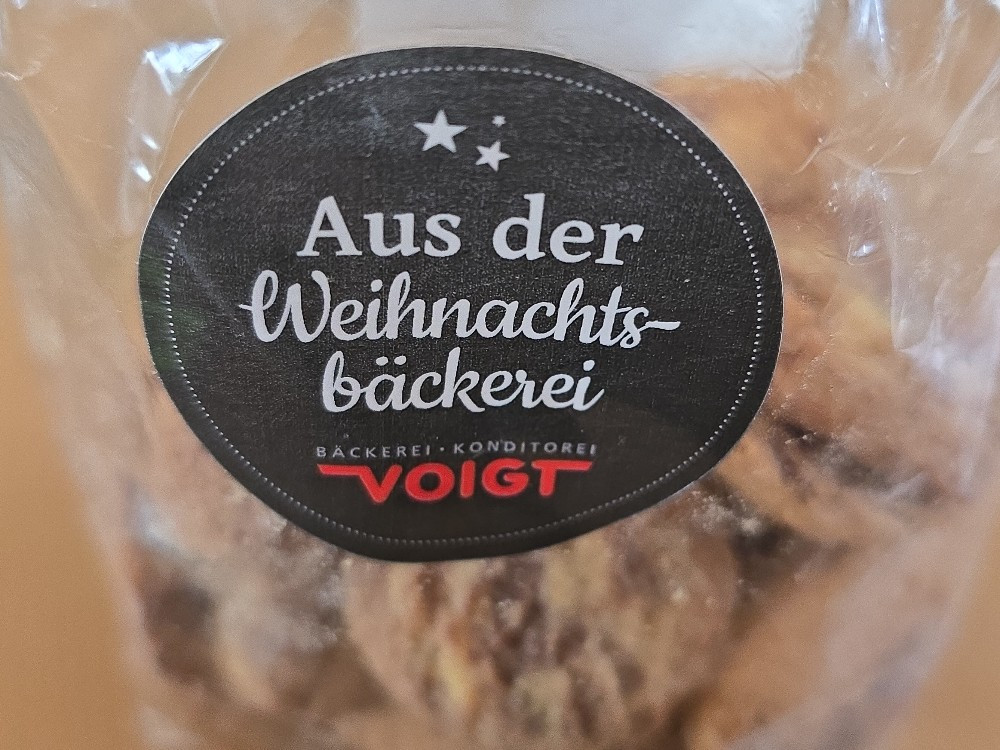 Aus der
Weihnachts-
bäckerei
BÄCKEREI · KONDITOREI
VOIGT